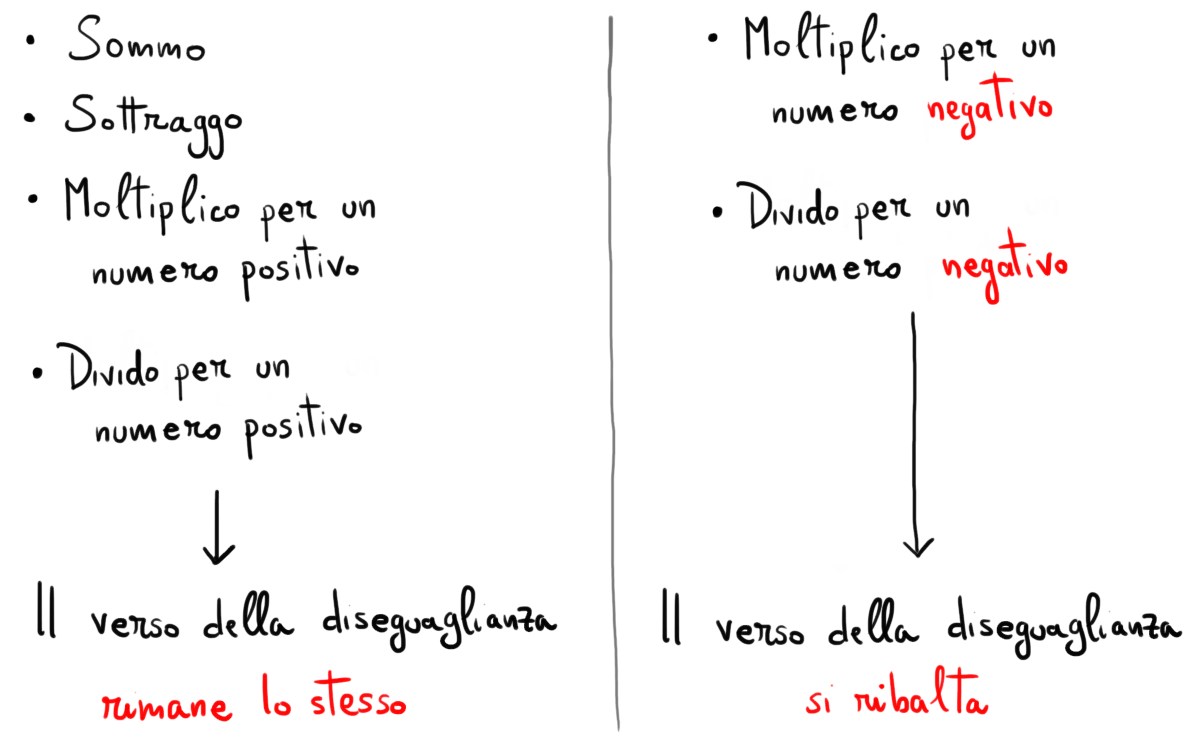 • Sommo
• Sottraggo
• Moltiplico per un
numero positivo
• Divido per un
numero positivo
Il verso della diseguaglianza
rimane lo stesso
• Moltiplico per un
numero negativo
• Divido per un
numero negativo
Il verso della diseguaglianza
si ribalta